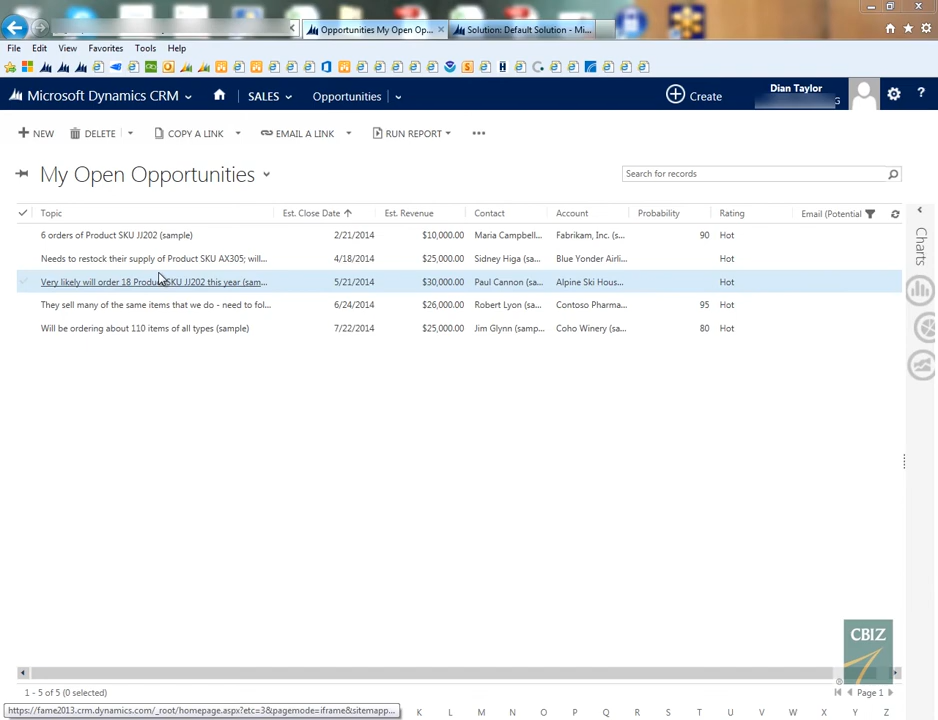 Opportunities My Open Op... ×
Solution: Default Solution - Mi...
File Edit View Favorites Tools Help
Microsoft Dynamics CRM SALES Opportunities Create Dian Taylor ?
G
+ NEW DELETE COPY A LINK EMAIL A LINK RUN REPORT •••
My Open Opportunities
Search for records
Topic Est. Close Date ↑ Est. Revenue Contact Account Probability Rating Email (Potential
6 orders of Product SKU JJ202 (sample) 2/21/2014 $10,000.00 Maria Campbell... Fabrikam, Inc. (s... 90 Hot
Needs to restock their supply of Product SKU AX305; will... 4/18/2014 $25,000.00 Sidney Higa (sam... Blue Yonder Airli... Hot
Very likely will order 18 Product SKU JJ202 this year (sam... 5/21/2014 $30,000.00 Paul Cannon (sa... Alpine Ski Hous... Hot
They sell many of the same items that we do - need to fol... 6/24/2014 $26,000.00 Robert Lyon (sam... Contoso Pharma... 95 Hot
Will be ordering about 110 items of all types (sample) 7/22/2014 $25,000.00 Jim Glynn (samp... Coho Winery (sa... 80 Hot
Charts
CBIZ
1 - 5 of 5 (0 selected) Page 1
https://fame2013.crm.dynamics.com/_root/homepage.aspx?etc=3&pagemode=iframe&sitemapp...
K L M N O P Q R S T U V W X Y Z